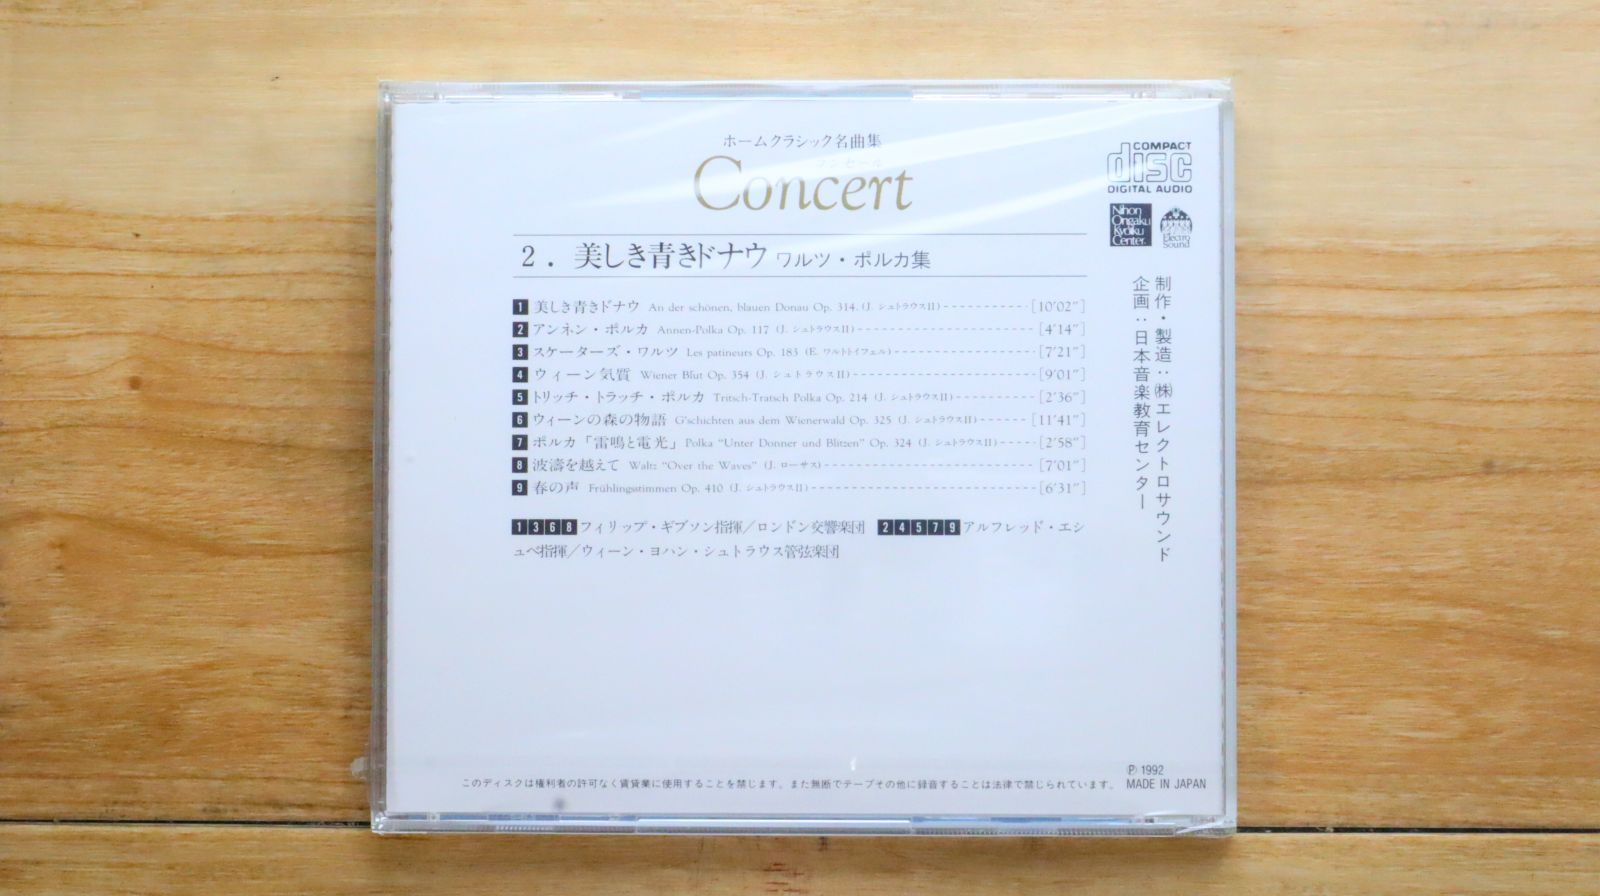 ホームクラシック名曲集
コンセール
Concert
COMPACT
disc
DIGITAL AUDIO
Nihon
Ongaku
Kyōiku
Center.
Electro
Sound
2. 美しき青きドナウ ワルツ・ポルカ集
1 美しき青きドナウ An der schönen, blauen Donau Op. 314. (J. シュトラウスII) [10'02"]
2 アンネン・ポルカ Annen-Polka Op. 117 (J. シュトラウスII) [4'14"]
3 スケーターズ・ワルツ Les patineurs Op. 183 (E. ワルトトイフェル) [7'21"]
4 ウィーン気質 Wiener Blut Op. 354 (J. シュトラウスII) [9'01"]
5 トリッチ・トラッチ・ポルカ Tritsch-Tratsch Polka Op. 214 (J. シュトラウスII) [2'36"]
6 ウィーンの森の物語 G'schichten aus dem Wienerwald Op. 325 (J. シュトラウスII) [11'41"]
7 ポルカ「雷鳴と電光」 Polka "Unter Donner und Blitzen" Op. 324 (J. シュトラウスII) [2'58"]
8 波濤を越えて Waltz "Over the Waves" (J. ローサス) [7'01"]
9 春の声 Frühlingsstimmen Op. 410 (J. シュトラウスII) [6'31"]
1 3 6 8 フィリップ・ギブソン指揮／ロンドン交響楽団 2 4 5 7 9 アルフレッド・エシ
ュベ指揮／ウィーン・ヨハン・シュトラウス管弦楽団
制作・製造：㈱エレクトロサウンド
企画：日本音楽教育センター
℗ 1992
このディスクは権利者の許可なく賃貸業に使用することを禁じます。また無断でテープその他に録音することは法律で禁じられています。 MADE IN JAPAN